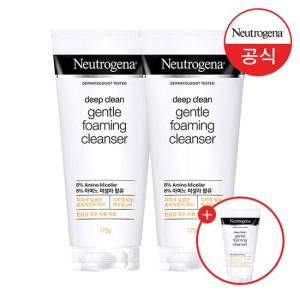 Neutrogena®
DERMATOLOGIST TESTED
deep clean
gentle
foaming
cleanser
8% Amino Micellar
8% 아미노 미셀라 함유
175g
Neutrogena®
DERMATOLOGIST TESTED
deep clean
gentle
foaming
cleanser
8% Amino Micellar
8% 아미노 미셀라 함유
175g
Neutrogena®
공식
+
Neutrogena
deep clean
gentle
foaming
cleanser